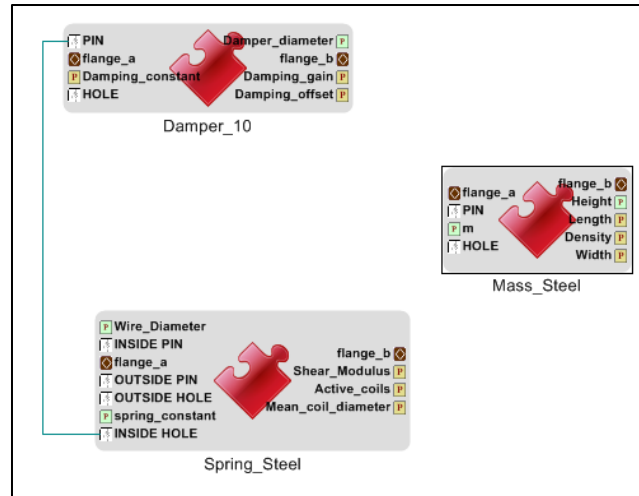 PIN
Damper_diameter P
flange_a
flange_b
P Damping_constant
Damping_gain P
HOLE
Damping_offset P
Damper_10
flange_a
flange_b
PIN
Height P
P m
Length P
HOLE
Density P
Width P
Mass_Steel
P Wire_Diameter
INSIDE PIN
flange_a
flange_b
OUTSIDE PIN
Shear_Modulus P
OUTSIDE HOLE
Active_coils P
P spring_constant
Mean_coil_diameter P
INSIDE HOLE
Spring_Steel